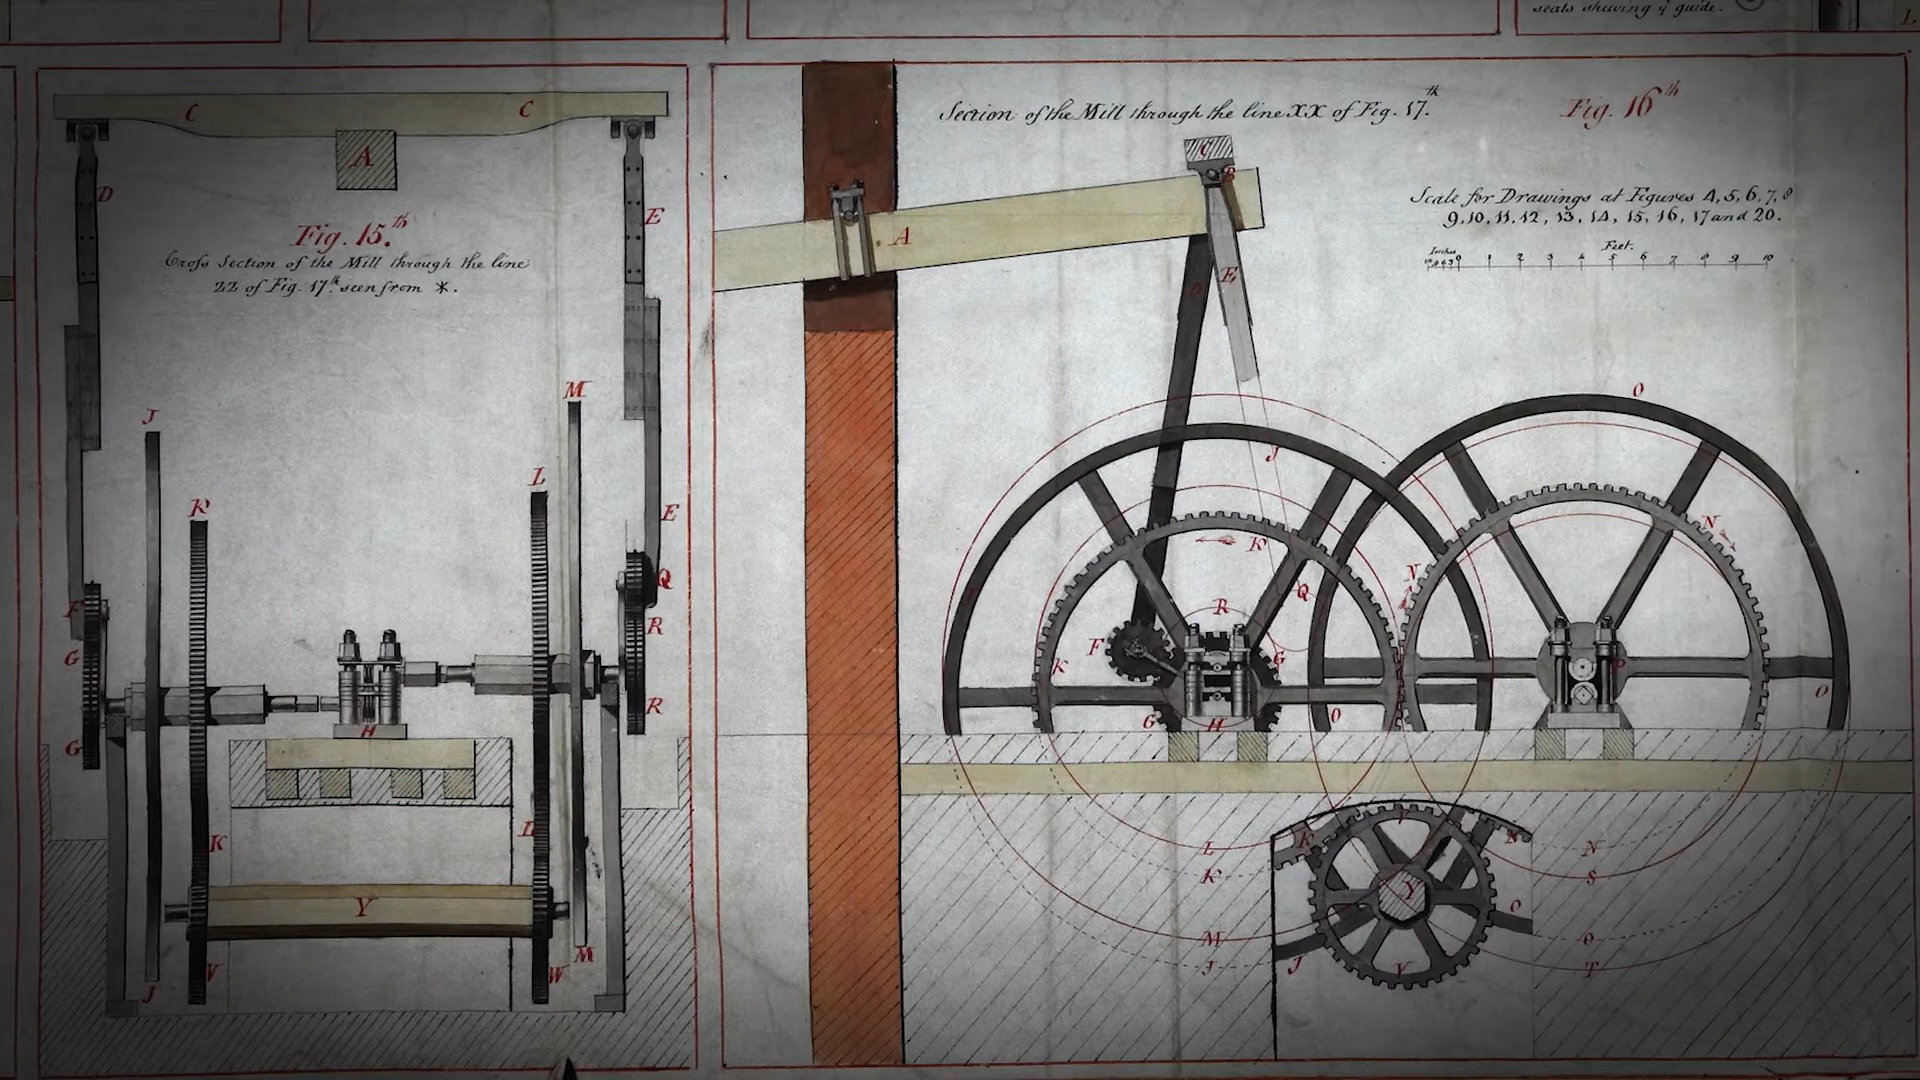 seats shewing ÿ guide.
C C
A
D
E
Fig. 15.th
Cross Section of the Mill through the line
ZZ of Fig. 17.th seen from *.
J
M
K
L
E
F
Q
G
R
R
G
H
K
L
Y
V
W
M
J
Section of the Mill through the line XX of Fig. 17.th
Fig. 16th
Scale for Drawings at Figures 4, 5, 6, 7, 8
9, 10, 11, 12, 13, 14, 15, 16, 17 and 20.
Inches Feet.
0 1 2 3 4 5 6 7 8 9 10
C
B
A
E
D
O
J
N
K
N
Q
R
F
G
K
P
G
H
O
O
Y
L
K
N
N
K
S
Y
O
M
O
J
J
Y
T